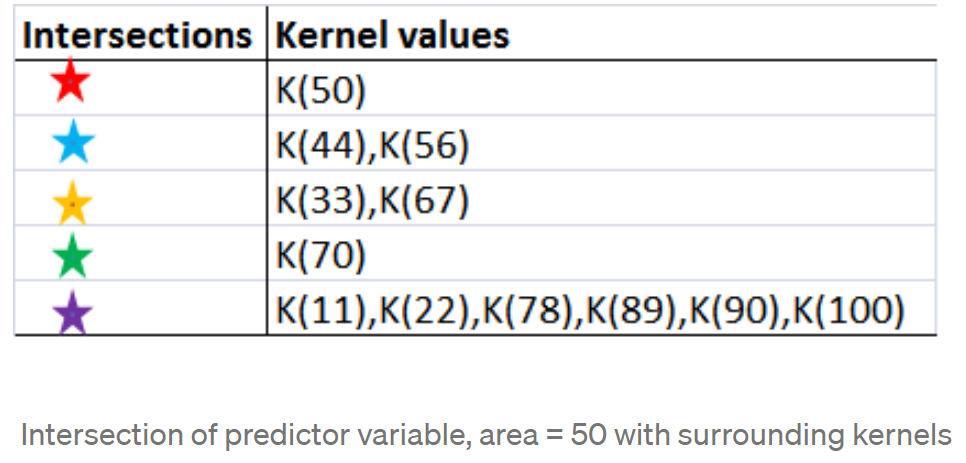 Intersections Kernel values
K(50)
K(44),K(56)
K(33),K(67)
K(70)
K(11),K(22),K(78),K(89),K(90),K(100)
Intersection of predictor variable, area = 50 with surrounding kernels